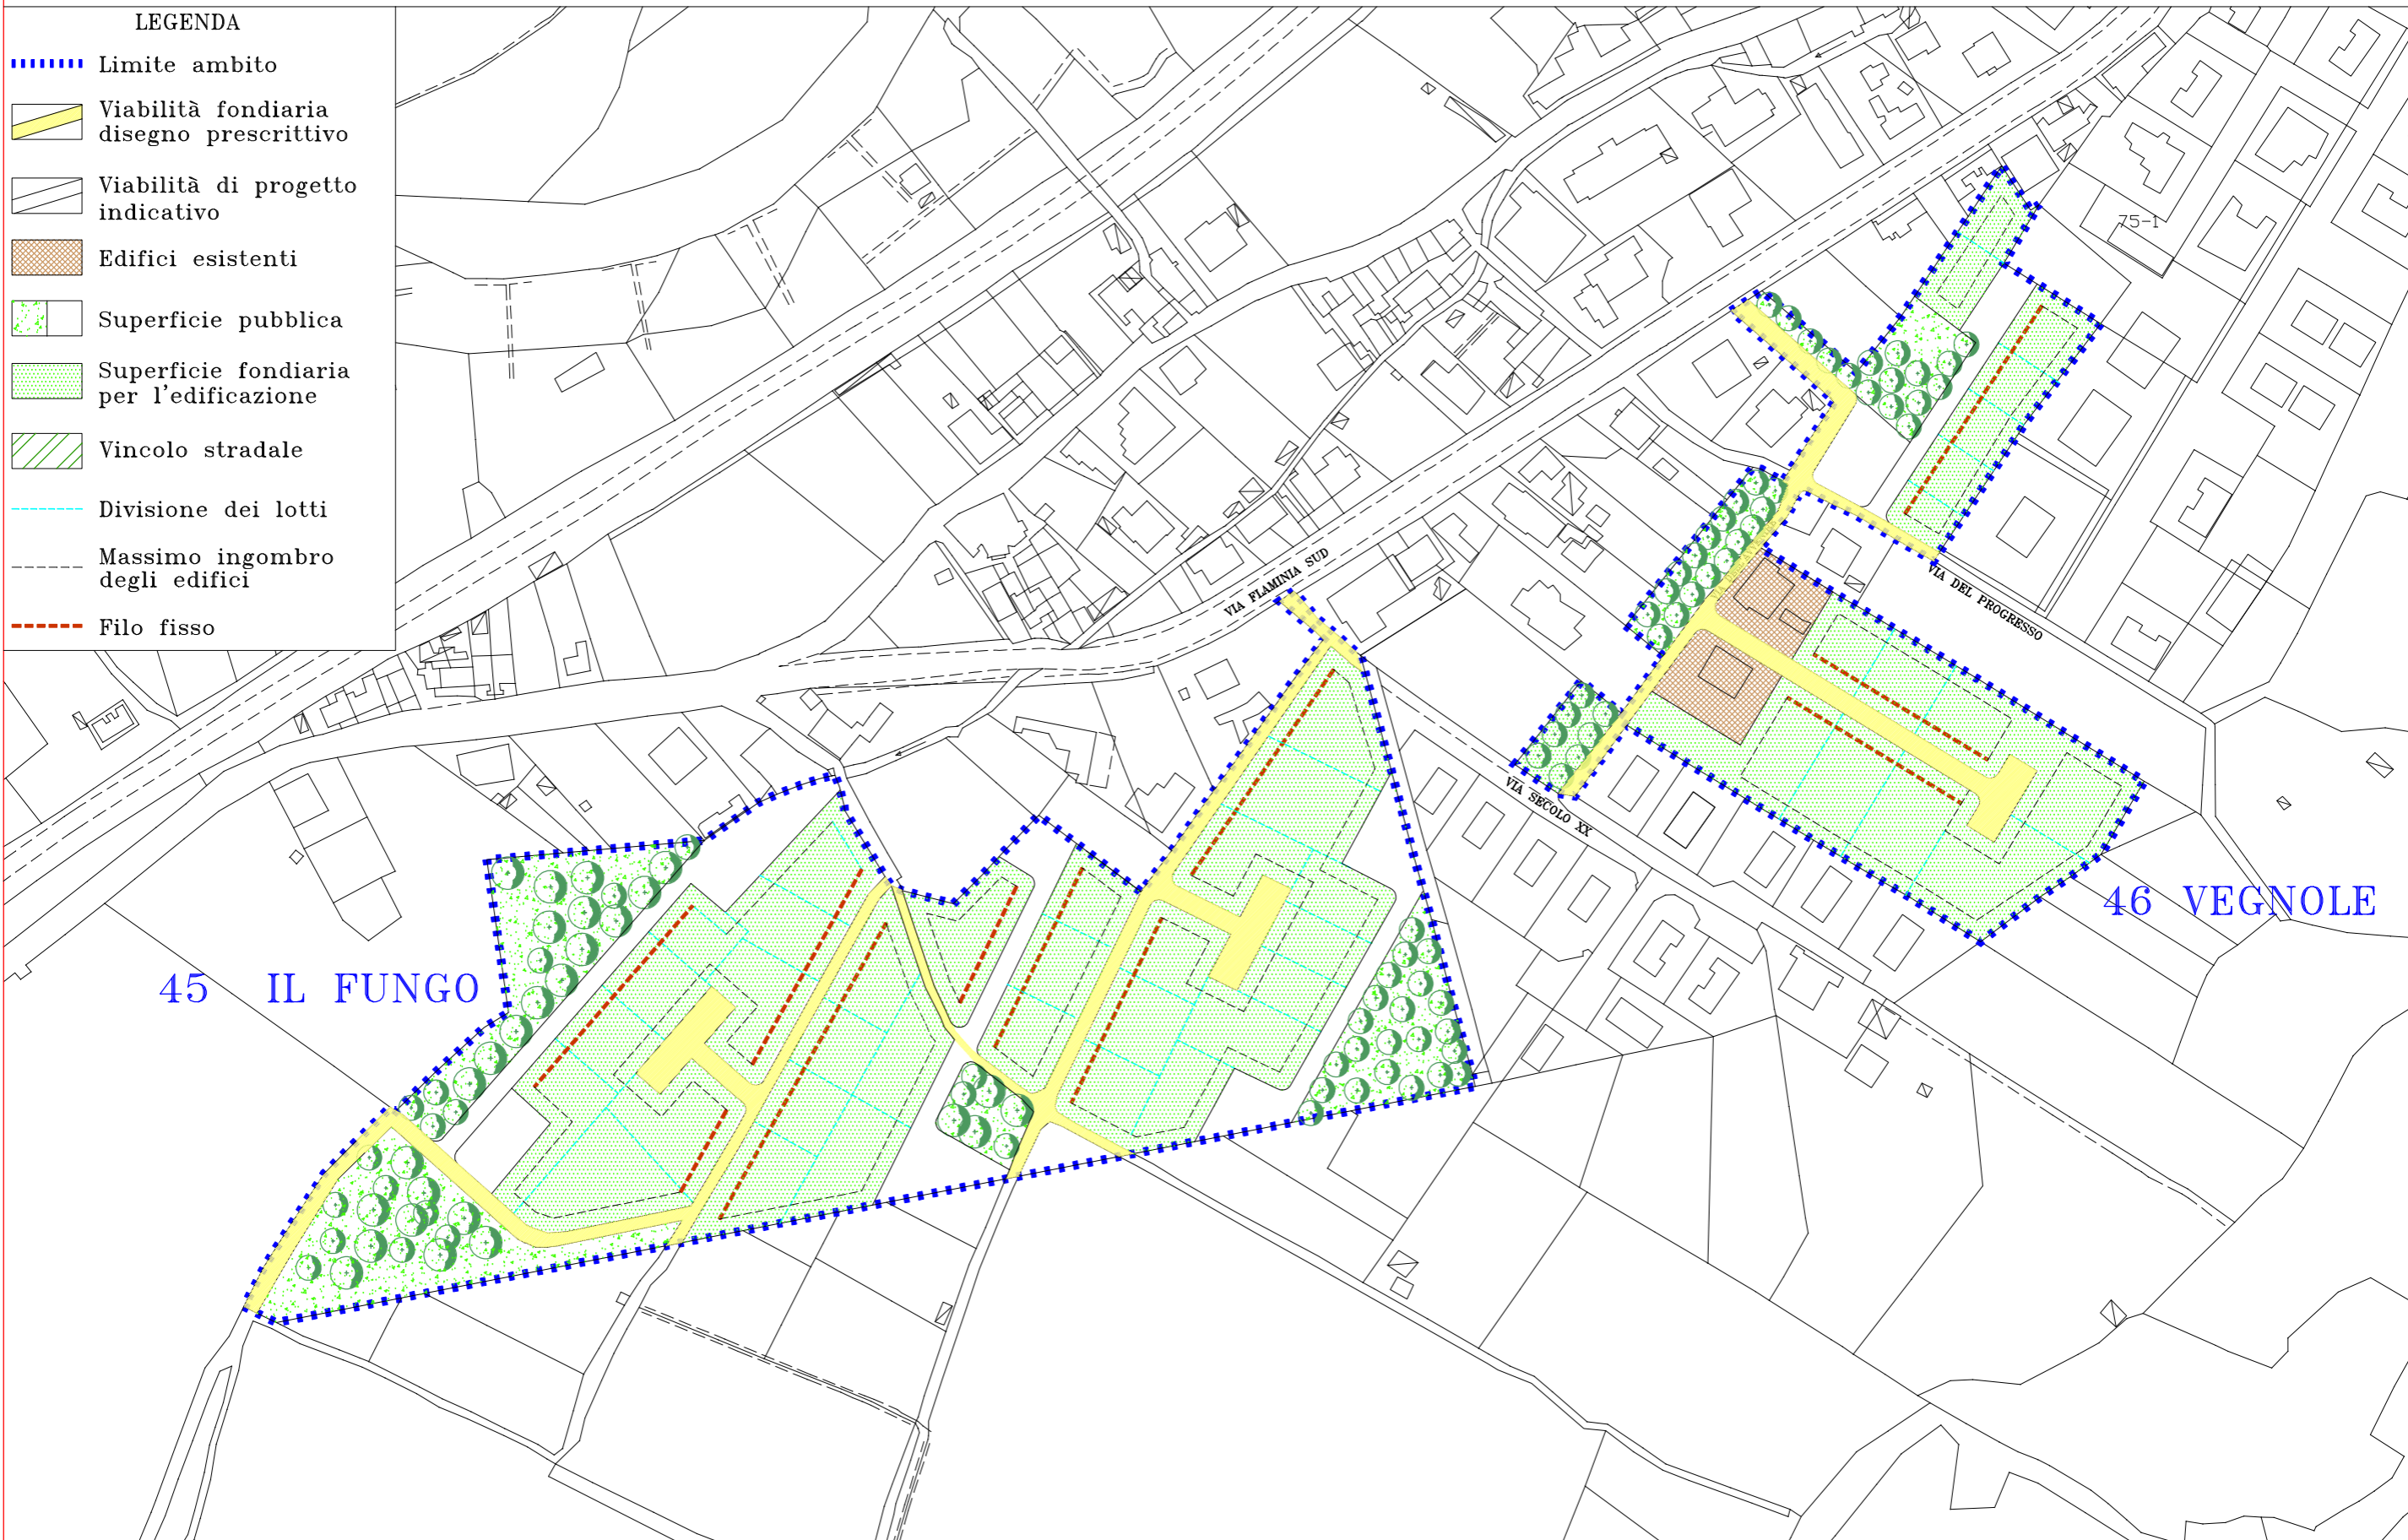 LEGENDA
Limite ambito
Viabilità fondiaria
disegno prescrittivo
Viabilità di progetto
indicativo
Edifici esistenti
Superficie pubblica
Superficie fondiaria
per l'edificazione
Vincolo stradale
Divisione dei lotti
Massimo ingombro
degli edifici
Filo fisso
75-1
VIA FLAMINIA SUD
VIA DEL PROGRESSO
VIA SECOLO XX
46 VEGNOLE
45 IL FUNGO